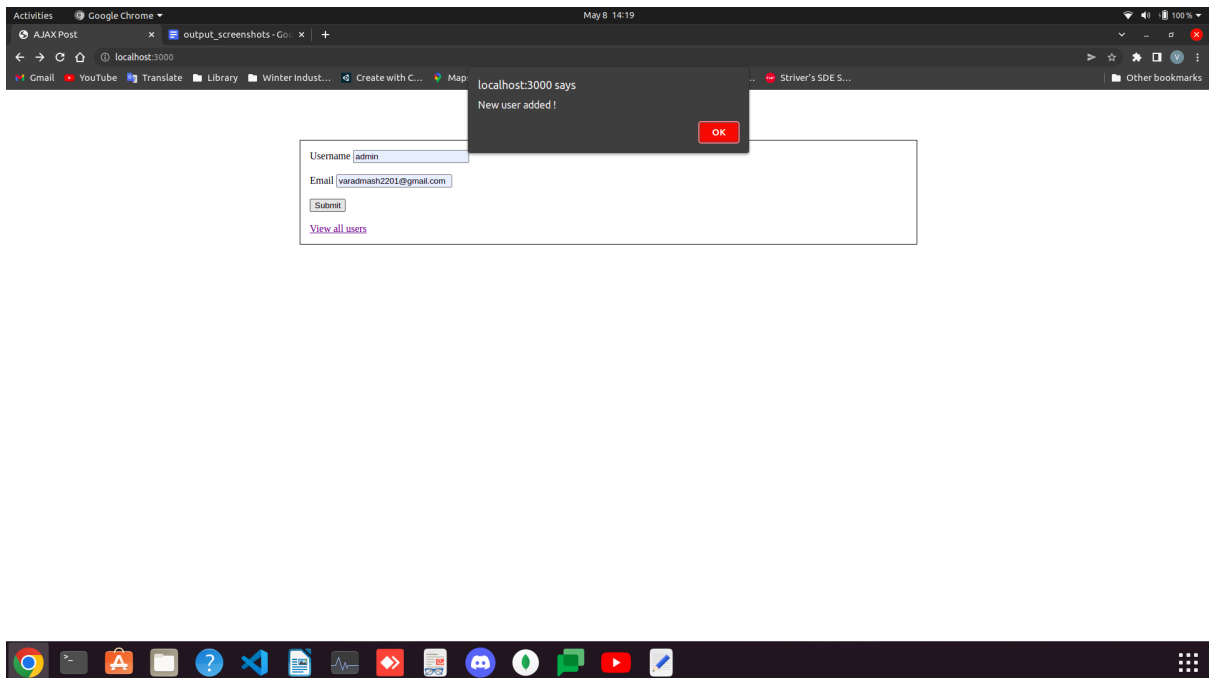 Activities Google Chrome May 8 14:19 100 %
AJAX Post output_screenshots - Goo
localhost:3000
Gmail YouTube Translate Library Winter Indust... Create with C... Map .. Striver's SDE S... Other bookmarks
localhost:3000 says
New user added !
OK
Username admin
Email varadmash2201@gmail.com
Submit
View all users